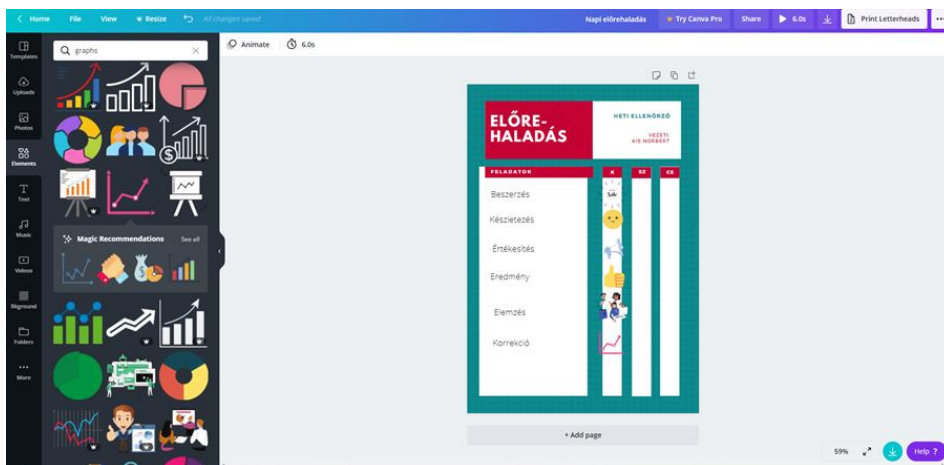 Home File View Resize All changes saved Napi előrehaladás Try Canva Pro Share 6.0s Print Letterheads
Templates
Uploads
Photos
Elements
Text
Music
Videos
Bkground
Folders
More
graphs
Magic Recommendations See all
Animate 6.0s
ELŐRE-
HALADÁS
HETI ELLENŐRZŐ
VEZETI:
KIS NORBERT
FELADATOK K SZ CS
Beszerzés
Készletezés
Értékesítés
Eredmény
Elemzés
Korrekció
+ Add page
59% Help ?